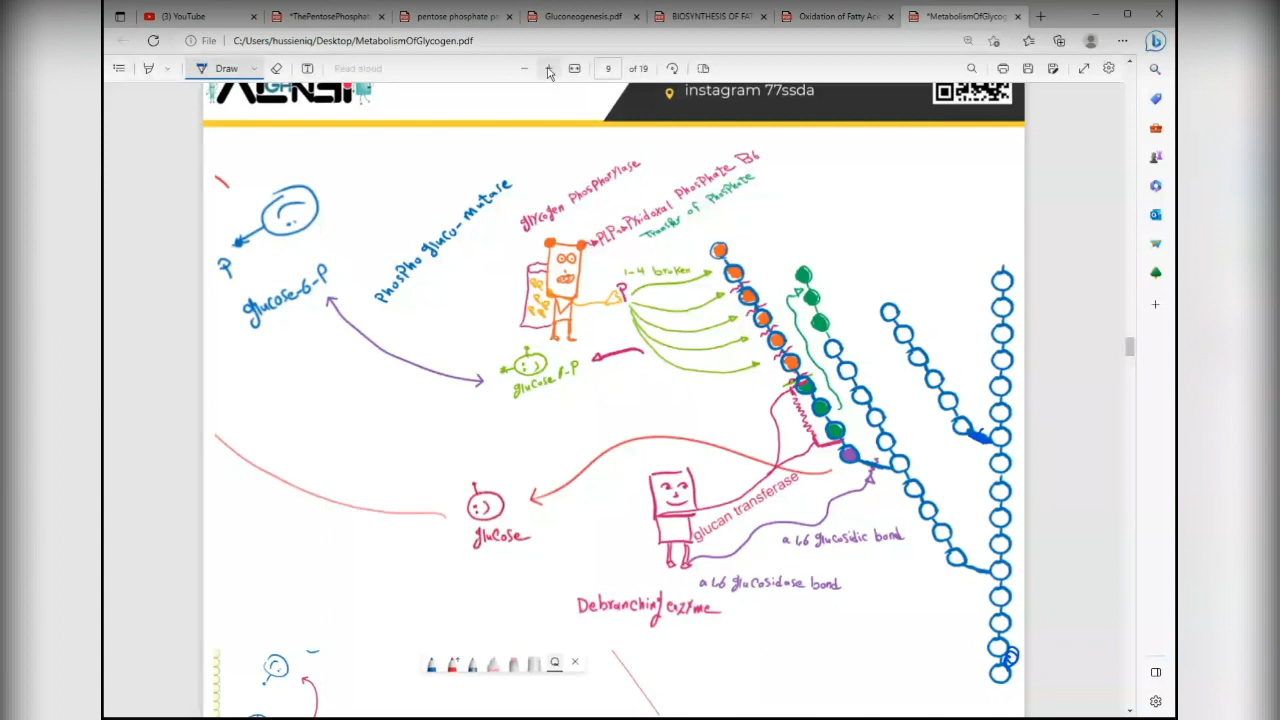 (3) YouTube
*ThePentosePhosphat
pentose phosphate pa
Gluconeogenesis.pdf
BIOSYNTHESIS OF FAT
Oxidation of Fatty Acid
*MetabolismOfGlycog
File
C:/Users/hussieniq/Desktop/MetabolismOfGlycogen.pdf
Draw
Read aloud
9
of 19
instagram 77ssda
glycogen Phosphorylase
PLP→Pyridoxal Phosphate B6
Transfer of Phosphate
PhosPho gluco-mutase
P
glucose-6-P
1-4 broken
P
PP
glucose 1-P
glucan transferase
glucose
a 1,6 glucosidic bond
a 1,6 glucosidase bond
Debranching enzyme